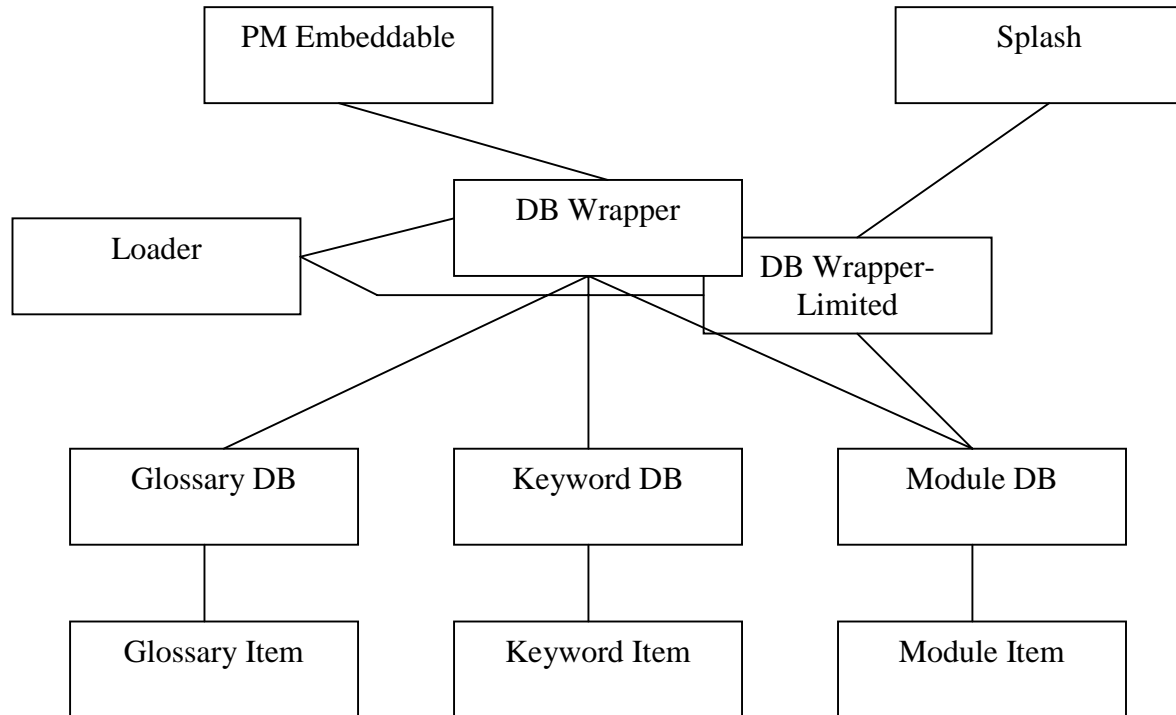 PM Embeddable
Splash
DB Wrapper
Loader
DB Wrapper-
Limited
Glossary DB
Keyword DB
Module DB
Glossary Item
Keyword Item
Module Item